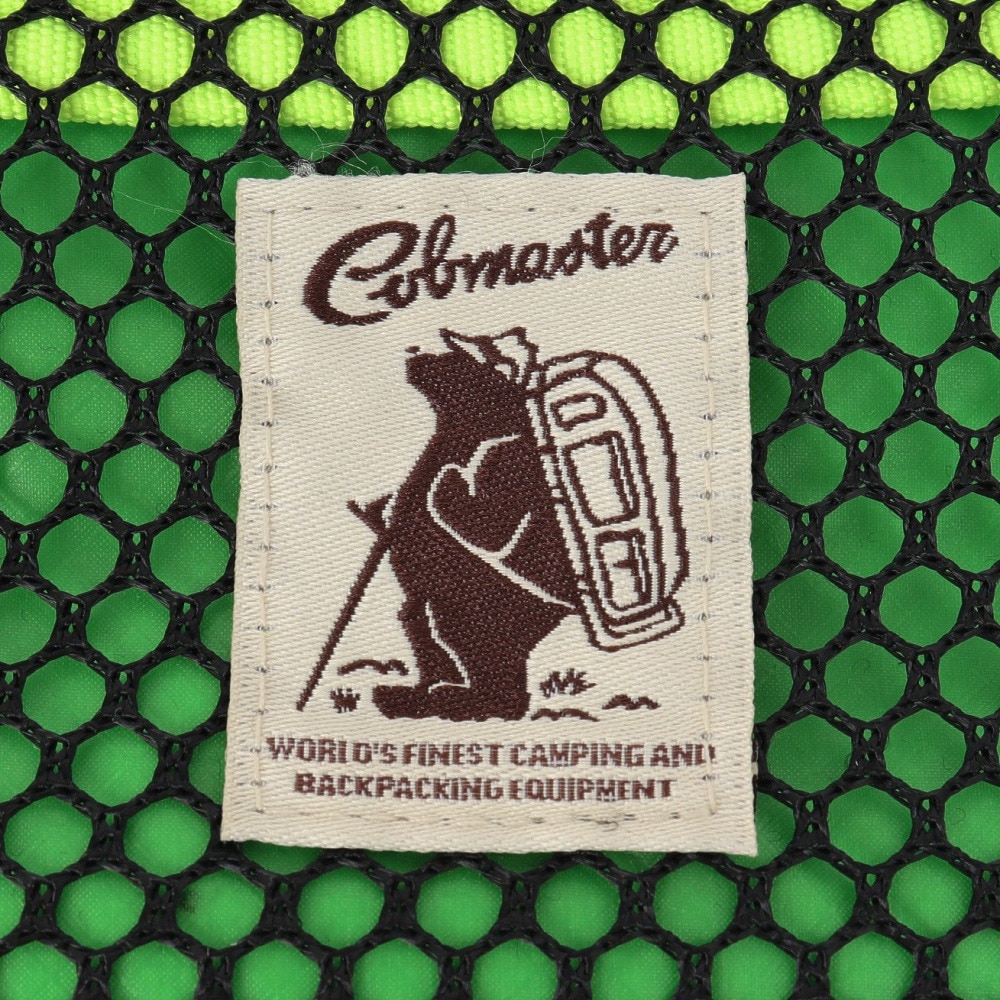 Cobmaster
WORLD'S FINEST CAMPING AND
BACKPACKING EQUIPMENT